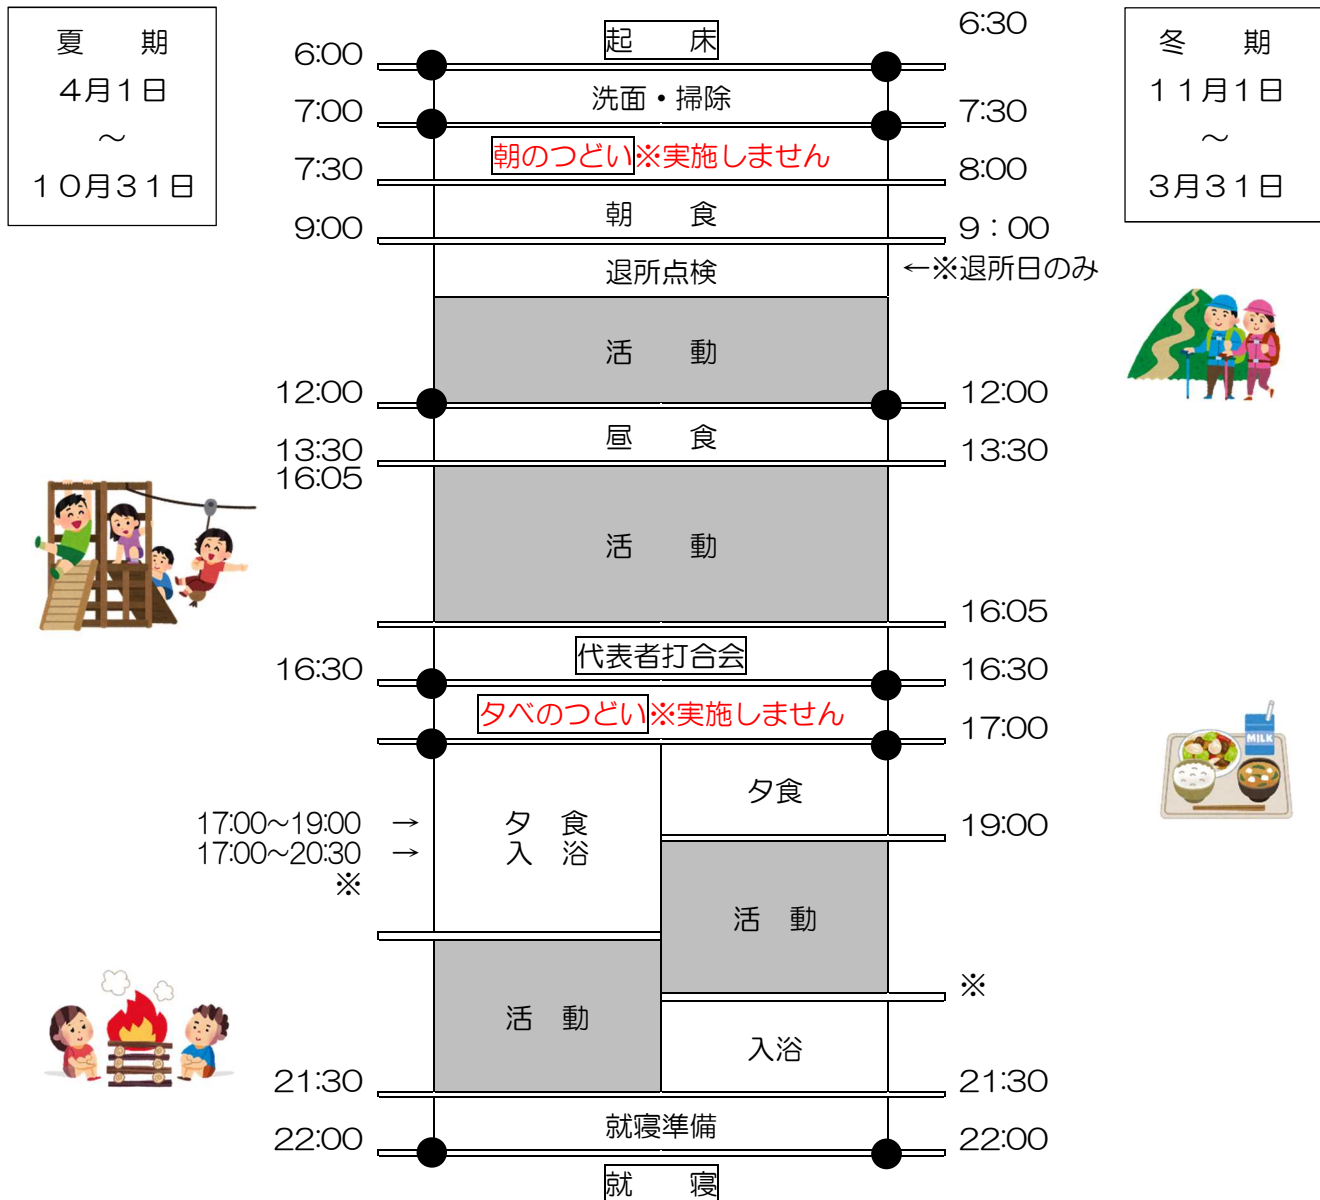 夏　期
４月１日
～
１０月３１日
冬　期
１１月１日
～
３月３１日
起　床
6:00
6:30
洗面・掃除
7:00
7:30
朝のつどい※実施しません
7:30
8:00
朝　食
9:00
9：00
退所点検
←※退所日のみ
活　動
12:00
12:00
昼　食
13:30
13:30
16:05
活　動
16:05
代表者打合会
16:30
16:30
夕べのつどい※実施しません
17:00
夕食
17:00～19:00　→　夕　食
19:00
17:00～20:30　→　入　浴
※
活　動
※
活　動
入浴
21:30
21:30
就寝準備
22:00
22:00
就　寝
MILK